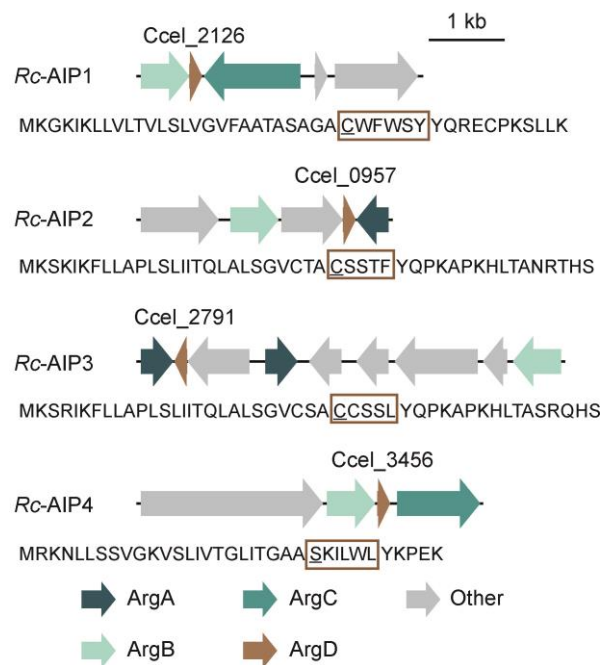 1 kb
Ccel_2126
Rc-AIP1
MKGKIKLLVLTVLSLVGVFAATASAGACWFWSYYQRECPKSLLK
Ccel_0957
Rc-AIP2
MKSKIKFLLAPLSLIITQLALSGVCTACSSTFYQPKAPKHLTANRTHS
Ccel_2791
Rc-AIP3
MKSRIKFLLAPLSLIITQLALSGVCSACCSSLYQPKAPKHLTASRQHS
Ccel_3456
Rc-AIP4
MRKNLLSSVGKVSLIVTGLITGAASKILWLYKPEK
ArgA ArgC Other
ArgB ArgD